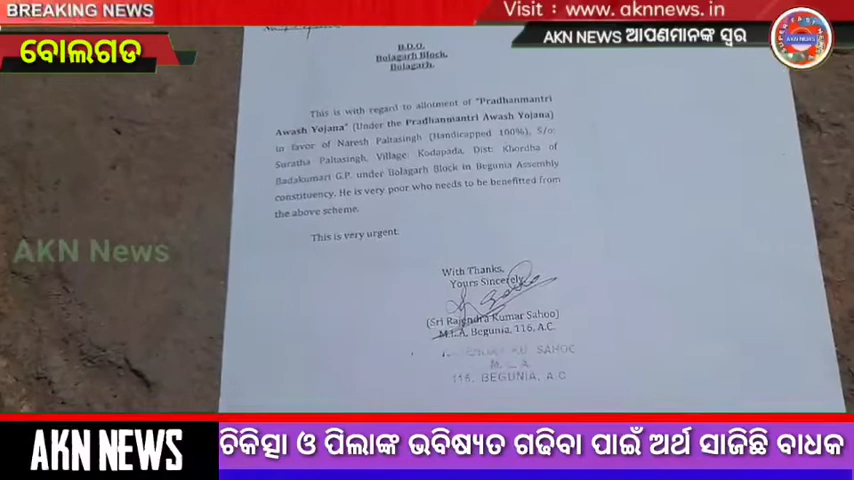 BREAKING NEWS
Visit : www.aknnews.us.in
AKN NEWS ଆପଣମାନଙ୍କ ସ୍ୱର
ବୋଲଗଡ
B.D.O.
Bolagarh Block,
Bolagarh.
This is with regard to allotment of "Pradhanmantri
Awash Yojana" (Under the Pradhanmantri Awash Yojana)
in favor of Naresh Paltasingh (Handicapped 100%), S/o:
Suratha Paltasingh, Village: Kodapada, Dist: Khordha of
Badakumari G.P. under Bolagarh Block in Begunia Assembly
constituency. He is very poor who needs to be benefitted from
the above scheme.
This is very urgent.
With Thanks,
Yours Sincerely
(Sri Rajendra Kumar Sahoo)
M.L.A, Begunia, 116, A.C.
KU SAHOO
M. L. A
116, BEGUNIA, A.C
AKN News
AKN NEWS
ଚିକିତ୍ସା ଓ ପିଲାଙ୍କ ଭବିଷ୍ୟତ ଗଢିବା ପାଇଁ ଅର୍ଥ ସାଜିଛି ବାଧକ